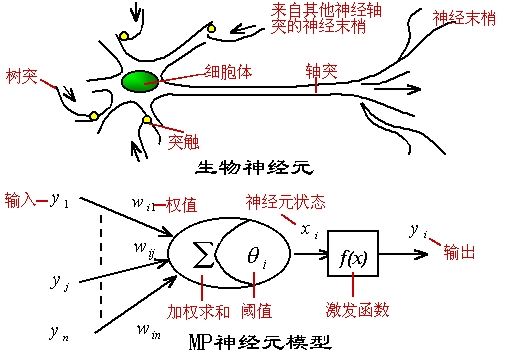 来自其他神经轴
突的神经末梢
神经末梢
树突
细胞体
轴突
突触
生物神经元
输入 y1 wi1 权值
神经元状态
wij
Σ θi xi f(x) yi 输出
yj
加权求和 阈值 激发函数
yn win
MP神经元模型